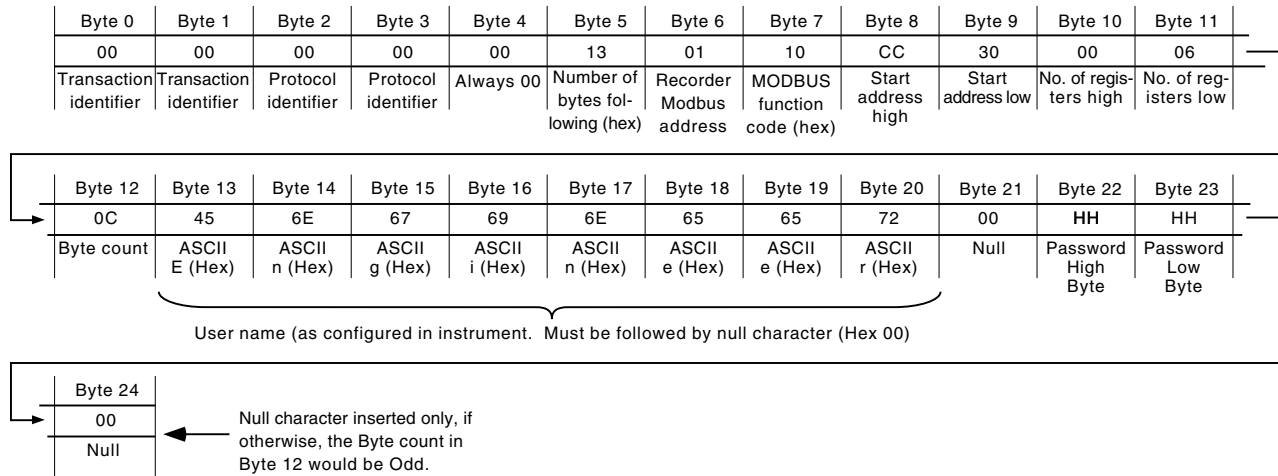 Byte 0 Byte 1 Byte 2 Byte 3 Byte 4 Byte 5 Byte 6 Byte 7 Byte 8 Byte 9 Byte 10 Byte 11
00 00 00 00 00 13 01 10 CC 30 00 06
Transaction identifier Transaction identifier Protocol identifier Protocol identifier Always 00 Number of bytes fol- lowing (hex) Recorder Modbus address MODBUS function code (hex) Start address high Start address low No. of regis- ters high No. of reg- isters low
Byte 12 Byte 13 Byte 14 Byte 15 Byte 16 Byte 17 Byte 18 Byte 19 Byte 20 Byte 21 Byte 22 Byte 23
0C 45 6E 67 69 6E 65 65 72 00 HH HH
Byte count ASCII E (Hex) ASCII n (Hex) ASCII g (Hex) ASCII i (Hex) ASCII n (Hex) ASCII e (Hex) ASCII e (Hex) ASCII r (Hex) Null Password High Byte Password Low Byte
User name (as configured in instrument. Must be followed by null character (Hex 00)
Byte 24
00
Null
Null character inserted only, if
otherwise, the Byte count in
Byte 12 would be Odd.